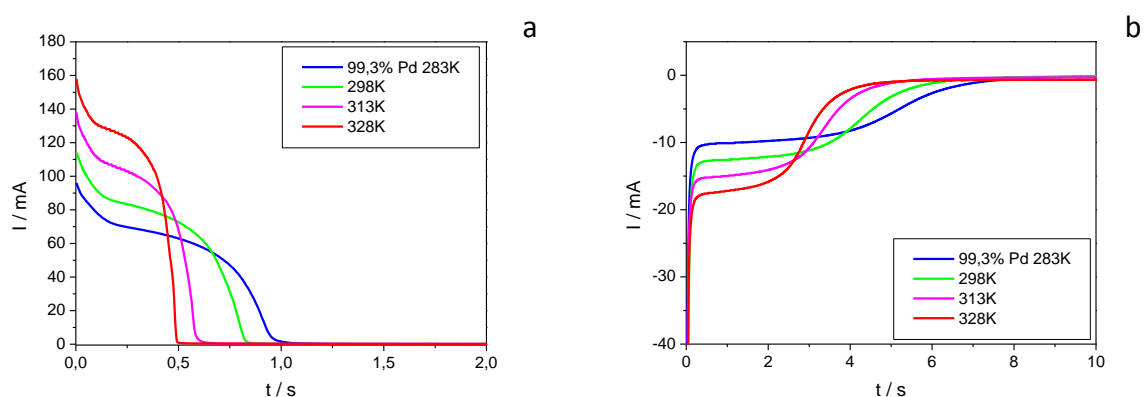 a
180
160
140
120
100
80
60
40
20
0
I / mA
0,0
0,5
1,0
1,5
2,0
t / s
99,3% Pd 283K
298K
313K
328K
b
0
-10
-20
-30
-40
I / mA
0
2
4
6
8
10
t / s
99,3% Pd 283K
298K
313K
328K